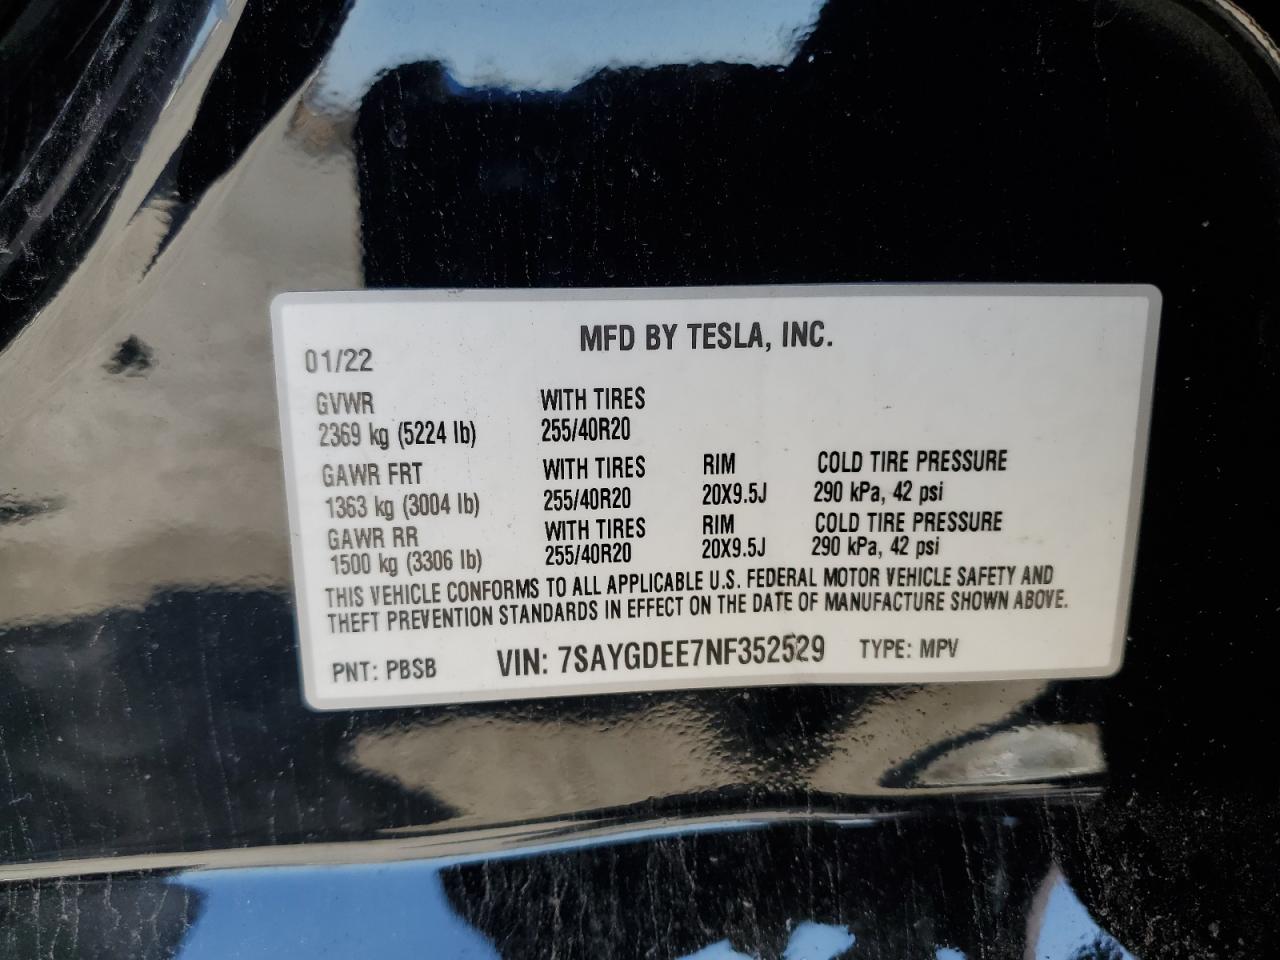 MFD BY TESLA, INC.
01/22
GVWR WITH TIRES
2369 kg (5224 lb) 255/40R20
GAWR FRT WITH TIRES RIM COLD TIRE PRESSURE
1363 kg (3004 lb) 255/40R20 20X9.5J 290 kPa, 42 psi
GAWR RR WITH TIRES RIM COLD TIRE PRESSURE
1500 kg (3306 lb) 255/40R20 20X9.5J 290 kPa, 42 psi
THIS VEHICLE CONFORMS TO ALL APPLICABLE U.S. FEDERAL MOTOR VEHICLE SAFETY AND
THEFT PREVENTION STANDARDS IN EFFECT ON THE DATE OF MANUFACTURE SHOWN ABOVE.
PNT: PBSB VIN: 7SAYGDEE7NF352529 TYPE: MPV